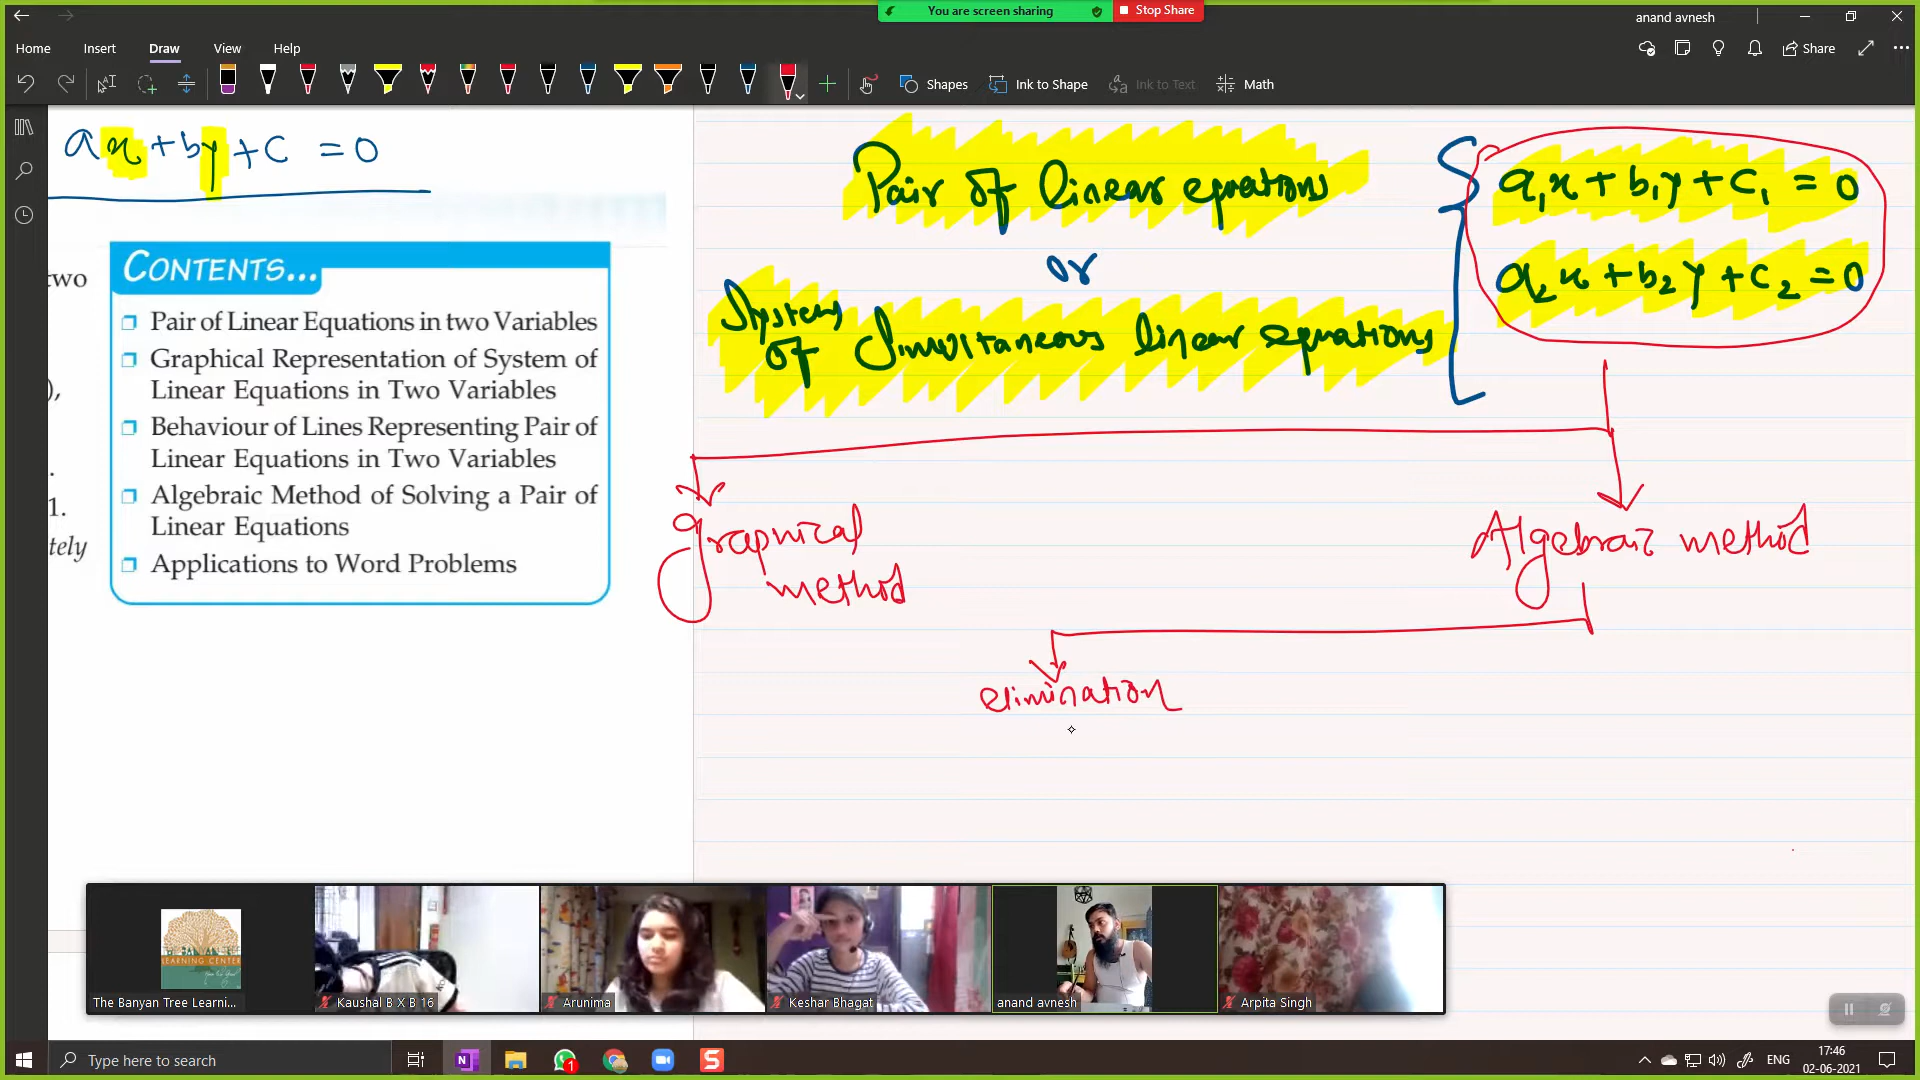 You are screen sharing
Stop Share
anand avnesh
Home Insert Draw View Help
Share
Shapes Ink to Shape Ink to Text Math
ax+by+c =0
two
),
.
1.
tely
CONTENTS...
Pair of Linear Equations in two Variables
Graphical Representation of System of
Linear Equations in Two Variables
Behaviour of Lines Representing Pair of
Linear Equations in Two Variables
Algebraic Method of Solving a Pair of
Linear Equations
Applications to Word Problems
Pair of linear equations
or
System
of Simultaneous linear equations
a₁x + b₁y + c₁ = 0
a₂x + b₂y + c₂ = 0
graphical
method
Algebraic method
elimination
The Banyan Tree Learni...
BANYAN
LEARNING CENTER
Kaushal B X B 16
Arunima
Keshar Bhagat
anand avnesh
Arpita Singh
Type here to search
N
1
S
ENG
17:46
02-06-2021